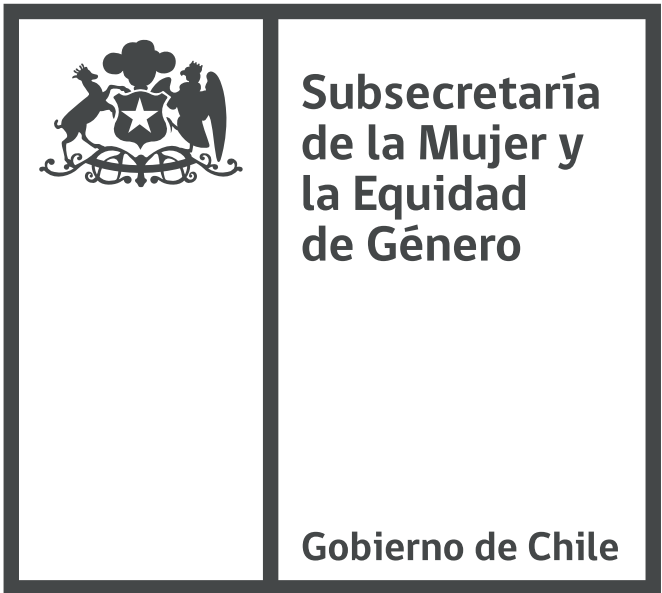 Subsecretaría
de la Mujer y
la Equidad
de Género
Gobierno de Chile